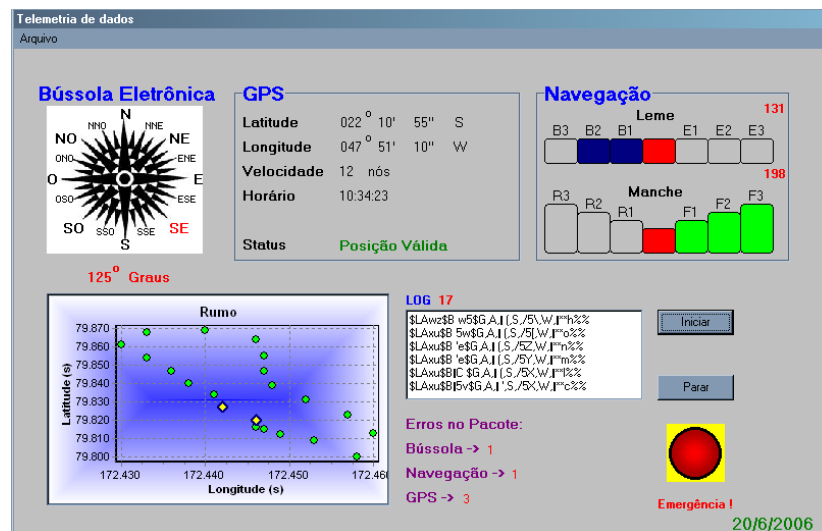 Telemetria de dados
Arquivo
Bússola Eletrônica
N
NNO NNE
NO NE
ONO ENE
O E
OSO ESE
SO SE
SSO SSE
S
125° Graus
GPS
Latitude 022° 10' 55" S
Longitude 047° 51' 10" W
Velocidade 12 nós
Horário 10:34:23
Status Posição Válida
Navegação
Leme 131
B3 B2 B1 E1 E2 E3
198
Manche
R3 R2 R1 F1 F2 F3
Rumo
Latitude (s)
79.870
79.860
79.850
79.840
79.830
79.820
79.810
79.800
172.430 172.440 172.450 172.46
Longitude (s)
LOG 17
Iniciar
Parar
Erros no Pacote:
Bússola -> 1
Navegação -> 1
GPS -> 3
Emergência !
20/6/2006